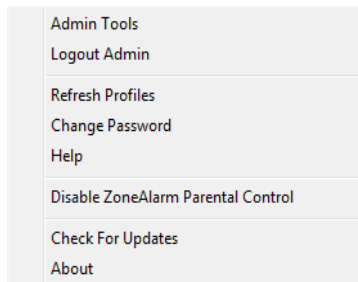 Admin Tools
Logout Admin
Refresh Profiles
Change Password
Help
Disable ZoneAlarm Parental Control
Check For Updates
About